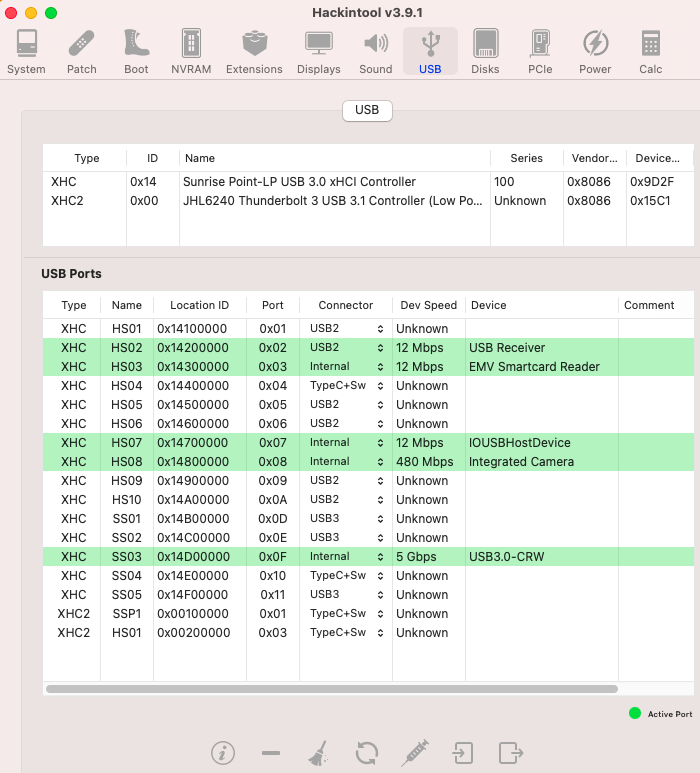 Hackintool v3.9.1
System Patch Boot NVRAM Extensions Displays Sound USB Disks PCIe Power Calc
USB
Type ID Name Series Vendor... Device...
XHC 0x14 Sunrise Point-LP USB 3.0 xHCI Controller 100 0x8086 0x9D2F
XHC2 0x00 JHL6240 Thunderbolt 3 USB 3.1 Controller (Low Po... Unknown 0x8086 0x15C1
USB Ports
Type Name Location ID Port Connector Dev Speed Device Comment
XHC HS01 0x14100000 0x01 USB2 Unknown
XHC HS02 0x14200000 0x02 USB2 12 Mbps USB Receiver
XHC HS03 0x14300000 0x03 Internal 12 Mbps EMV Smartcard Reader
XHC HS04 0x14400000 0x04 TypeC+Sw Unknown
XHC HS05 0x14500000 0x05 USB2 Unknown
XHC HS06 0x14600000 0x06 USB2 Unknown
XHC HS07 0x14700000 0x07 Internal 12 Mbps IOUSBHostDevice
XHC HS08 0x14800000 0x08 Internal 480 Mbps Integrated Camera
XHC HS09 0x14900000 0x09 USB2 Unknown
XHC HS10 0x14A00000 0x0A USB2 Unknown
XHC SS01 0x14B00000 0x0D USB3 Unknown
XHC SS02 0x14C00000 0x0E USB3 Unknown
XHC SS03 0x14D00000 0x0F Internal 5 Gbps USB3.0-CRW
XHC SS04 0x14E00000 0x10 TypeC+Sw Unknown
XHC SS05 0x14F00000 0x11 USB3 Unknown
XHC2 SSP1 0x00100000 0x01 TypeC+Sw Unknown
XHC2 HS01 0x00200000 0x03 TypeC+Sw Unknown
Active Port